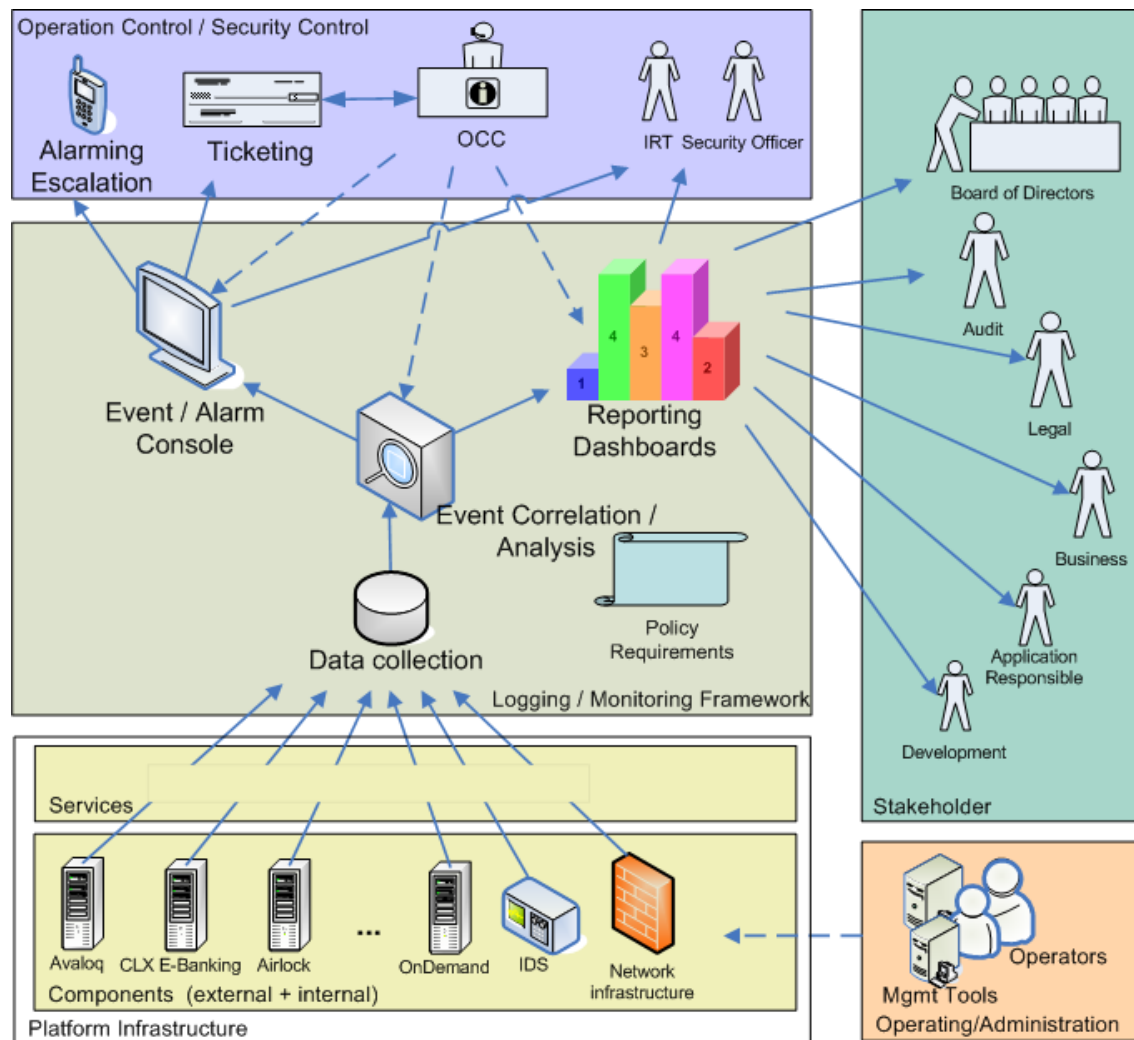 Operation Control / Security Control
Alarming
Escalation
Ticketing
OCC
IRT
Security Officer
Event / Alarm
Console
1
4
3
4
2
Reporting
Dashboards
Event Correlation /
Analysis
Policy
Requirements
Data collection
Logging / Monitoring Framework
Services
Avaloq
CLX E-Banking
Airlock
...
OnDemand
IDS
Network
infrastructure
Components (external + internal)
Platform Infrastructure
Board of Directors
Audit
Legal
Business
Application
Responsible
Development
Stakeholder
Operators
Mgmt Tools
Operating/Administration